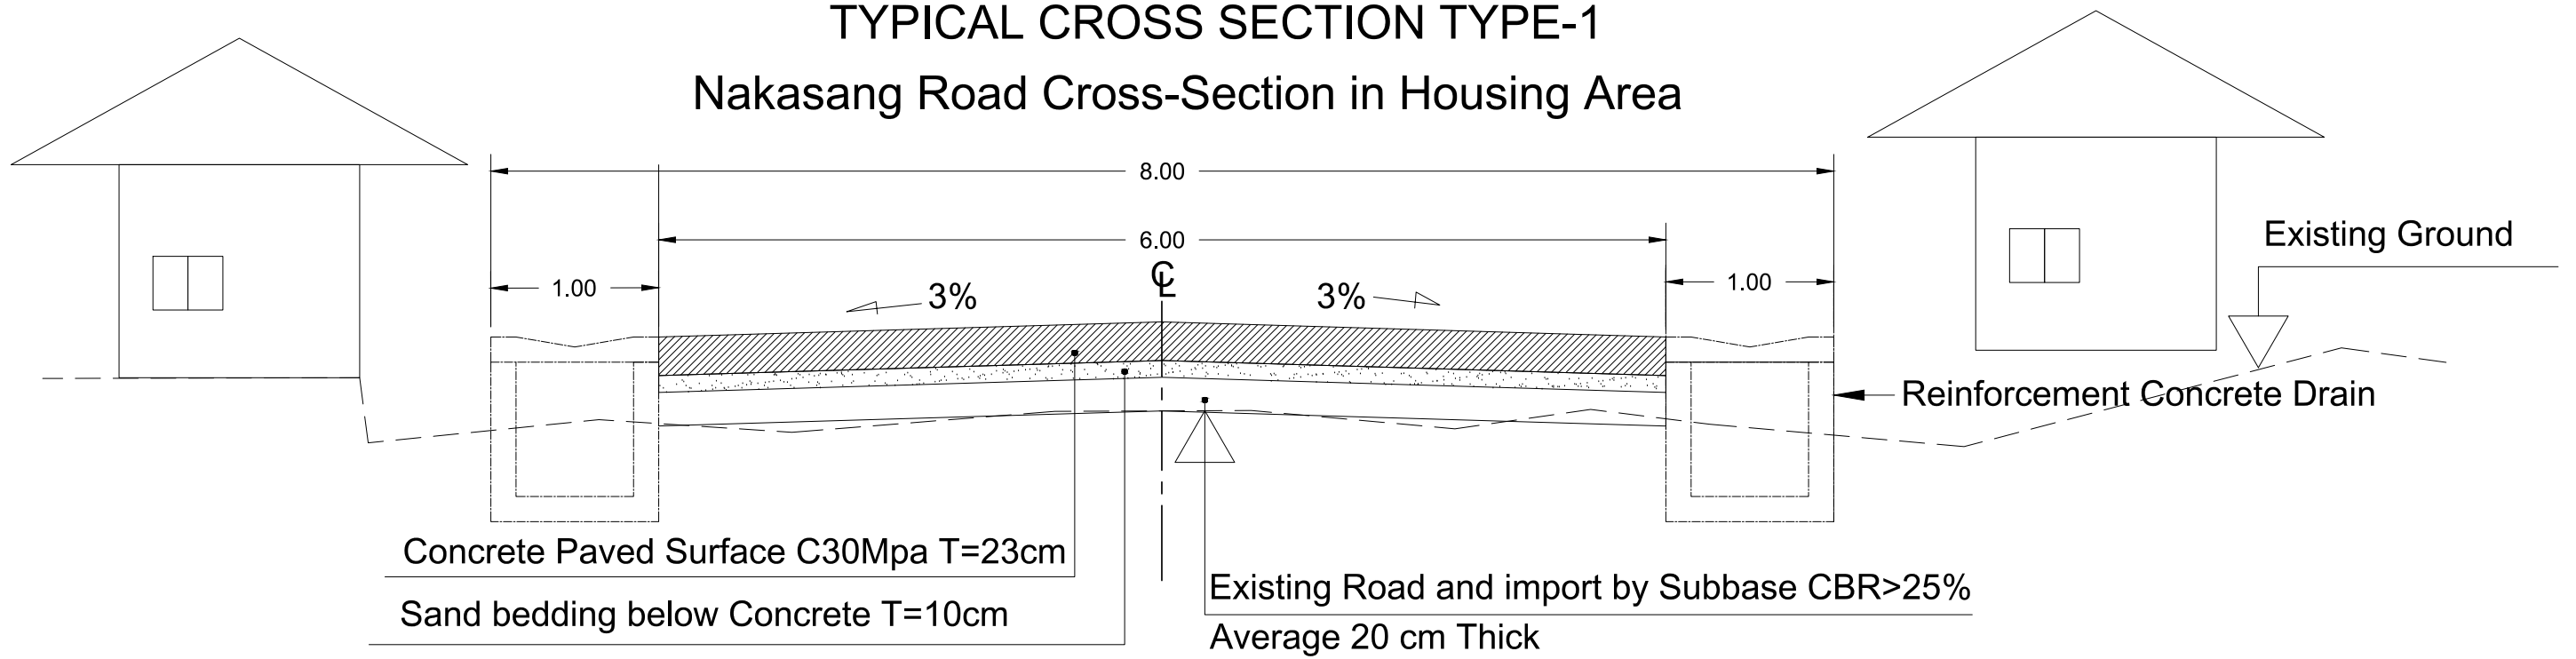 TYPICAL CROSS SECTION TYPE-1
Nakasang Road Cross-Section in Housing Area
8.00
6.00
Existing Ground
1.00
3%
℄
3%
1.00
Reinforcement Concrete Drain
Concrete Paved Surface C30Mpa T=23cm
Sand bedding below Concrete T=10cm
Existing Road and import by Subbase CBR>25%
Average 20 cm Thick